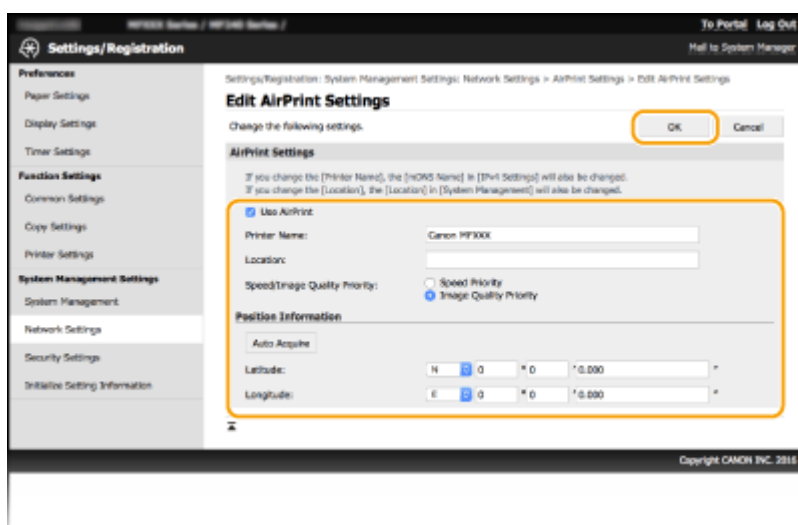 MFXXX Series / MF240 Series /
To Portal Log Out
Settings/Registration
Mail to System Manager
Preferences
Paper Settings
Display Settings
Timer Settings
Function Settings
Common Settings
Copy Settings
Printer Settings
System Management Settings
System Management
Network Settings
Security Settings
Initialize Setting Information
Settings/Registration: System Management Settings: Network Settings > AirPrint Settings > Edit AirPrint Settings
Edit AirPrint Settings
Change the following settings.
OK Cancel
AirPrint Settings
If you change the [Printer Name], the [mDNS Name] in [IPv4 Settings] will also be changed.
If you change the [Location], the [Location] in [System Management] will also be changed.
Use AirPrint
Printer Name: Canon MFXXX
Location:
Speed/Image Quality Priority: Speed Priority
Image Quality Priority
Position Information
Auto Acquire
Latitude: N 0 ° 0 ' 0.000 "
Longitude: E 0 ° 0 ' 0.000 "
Copyright CANON INC. 2016